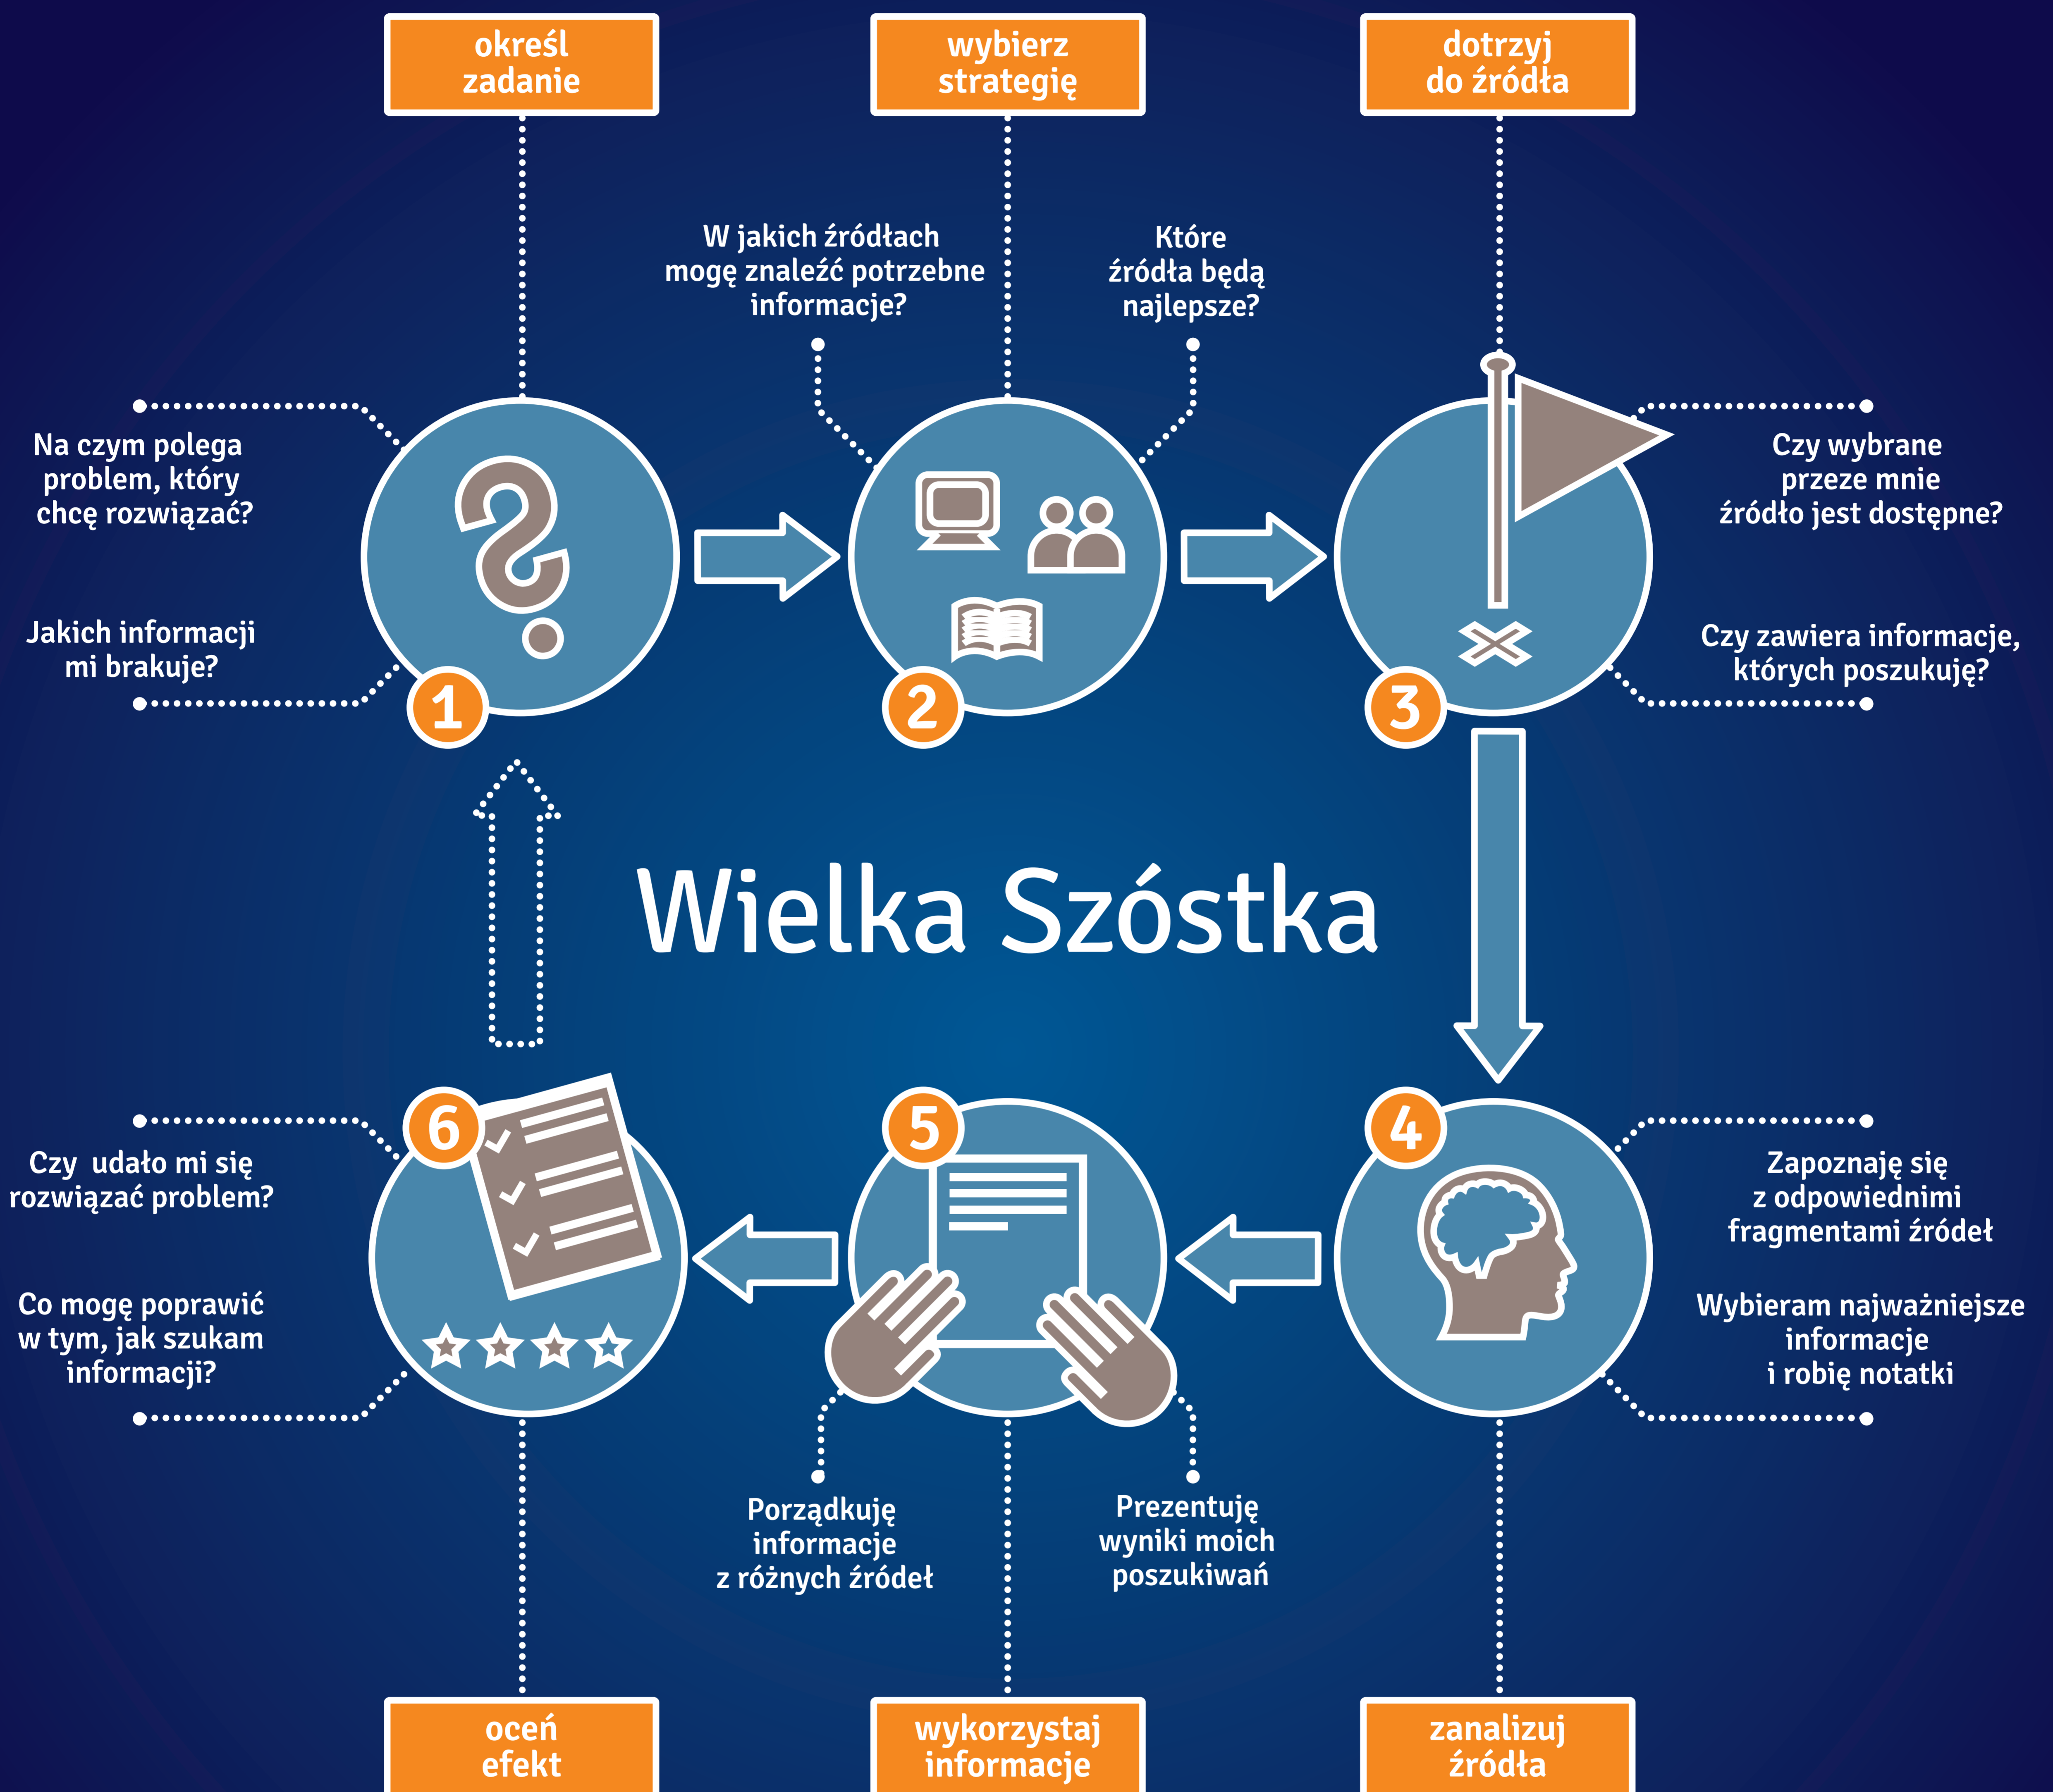 określ
zadanie
wybierz
strategię
dotrzyj
do źródła
W jakich źródłach
mogę znaleźć potrzebne
informacje?
Które
źródła będą
najlepsze?
Na czym polega
problem, który
chcę rozwiązać?
Jakich informacji
mi brakuje?
Czy wybrane
przeze mnie
źródło jest dostępne?
Czy zawiera informacje,
których poszukuję?
1
2
3
Wielka Szóstka
6
5
4
Czy udało mi się
rozwiązać problem?
Co mogę poprawić
w tym, jak szukam
informacji?
Zapoznaję się
z odpowiednimi
fragmentami źródeł
Wybieram najważniejsze
informacje
i robię notatki
Porządkuję
informacje
z różnych źródeł
Prezentuję
wyniki moich
poszukiwań
oceń
efekt
wykorzystaj
informacje
zanalizuj
źródła